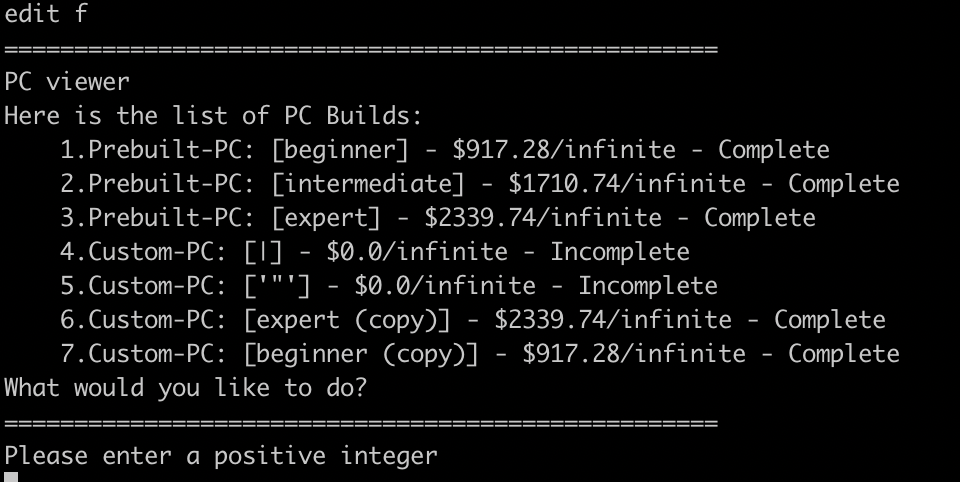 edit f
===================================================
PC viewer
Here is the list of PC Builds:
    1.Prebuilt-PC: [beginner] - $917.28/infinite - Complete
    2.Prebuilt-PC: [intermediate] - $1710.74/infinite - Complete
    3.Prebuilt-PC: [expert] - $2339.74/infinite - Complete
    4.Custom-PC: [|] - $0.0/infinite - Incomplete
    5.Custom-PC: ['"'] - $0.0/infinite - Incomplete
    6.Custom-PC: [expert (copy)] - $2339.74/infinite - Complete
    7.Custom-PC: [beginner (copy)] - $917.28/infinite - Complete
What would you like to do?
===================================================
Please enter a positive integer